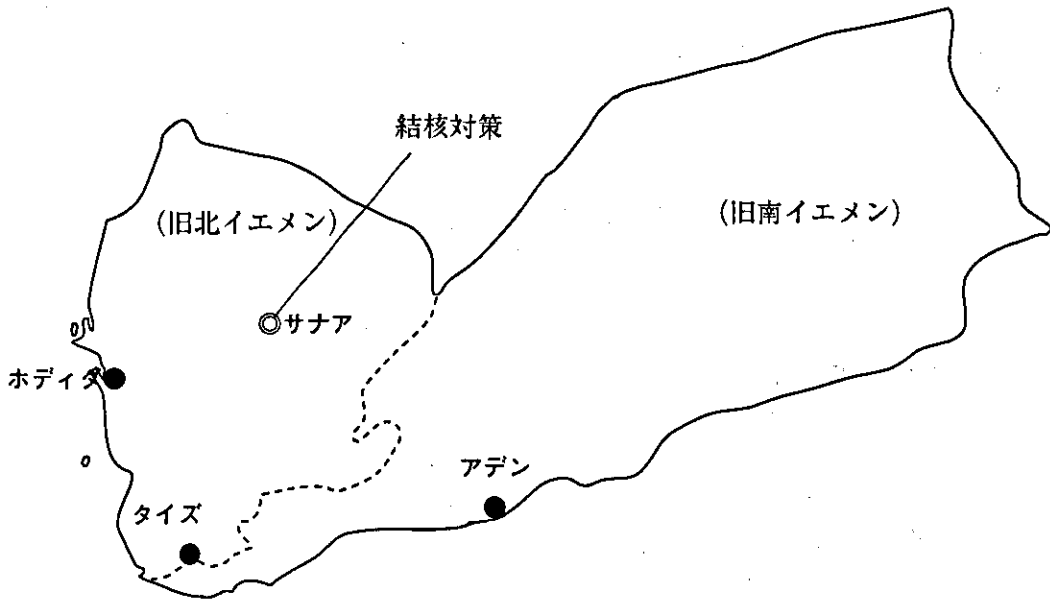 結核対策
(旧北イエメン)
(旧南イエメン)
サナア
ホディダ
アデン
タイズ